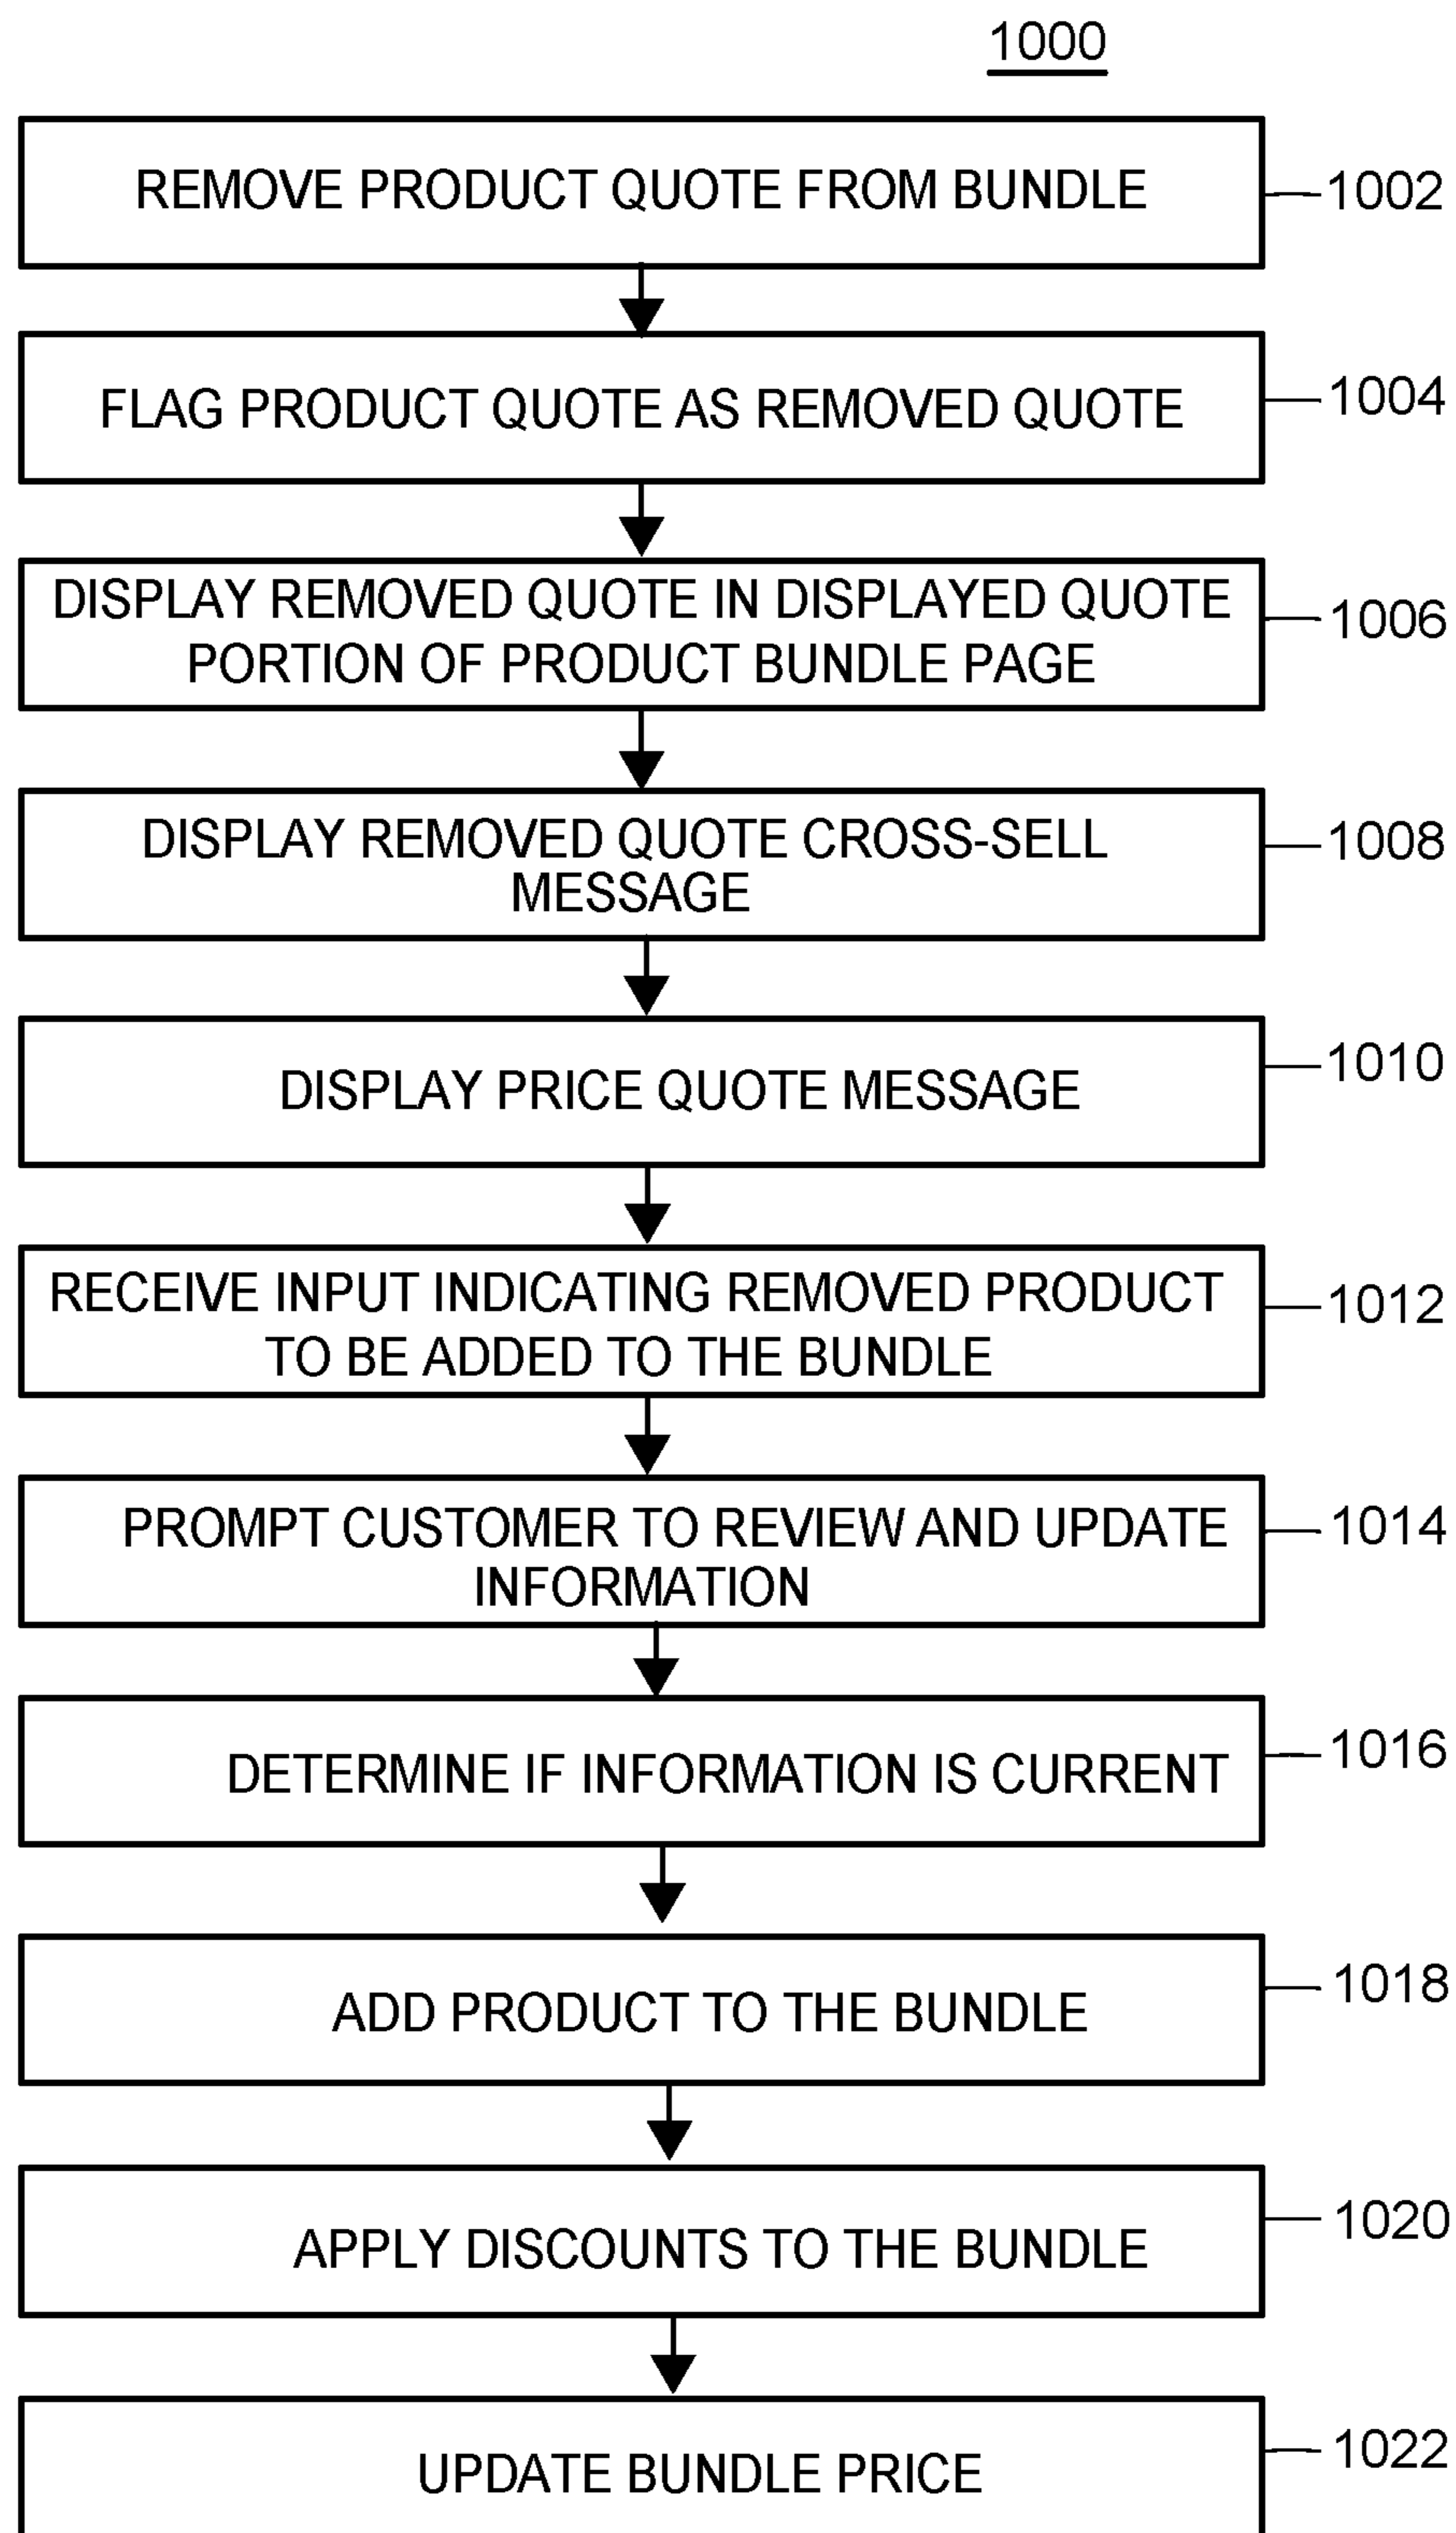 1000
REMOVE PRODUCT QUOTE FROM BUNDLE
1002
FLAG PRODUCT QUOTE AS REMOVED QUOTE
1004
DISPLAY REMOVED QUOTE IN DISPLAYED QUOTE
PORTION OF PRODUCT BUNDLE PAGE
1006
DISPLAY REMOVED QUOTE CROSS-SELL
MESSAGE
1008
DISPLAY PRICE QUOTE MESSAGE
1010
RECEIVE INPUT INDICATING REMOVED PRODUCT
TO BE ADDED TO THE BUNDLE
1012
PROMPT CUSTOMER TO REVIEW AND UPDATE
INFORMATION
1014
DETERMINE IF INFORMATION IS CURRENT
1016
ADD PRODUCT TO THE BUNDLE
1018
APPLY DISCOUNTS TO THE BUNDLE
1020
UPDATE BUNDLE PRICE
1022